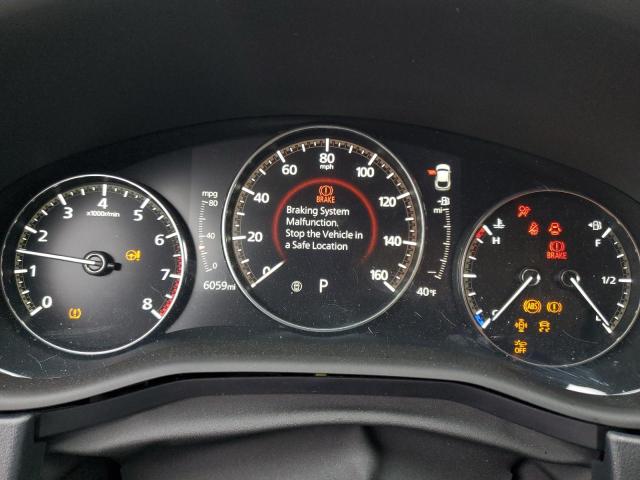 0 1 2 3 4 5 6 7 8
x1000r/min
mpg
80
40
0
6059mi
0 20 40 60 80 100 120 140 160
mph
BRAKE
Braking System
Malfunction.
Stop the Vehicle in
a Safe Location
P
mi
40°F
H
F
BRAKE
1/2
ABS
OFF